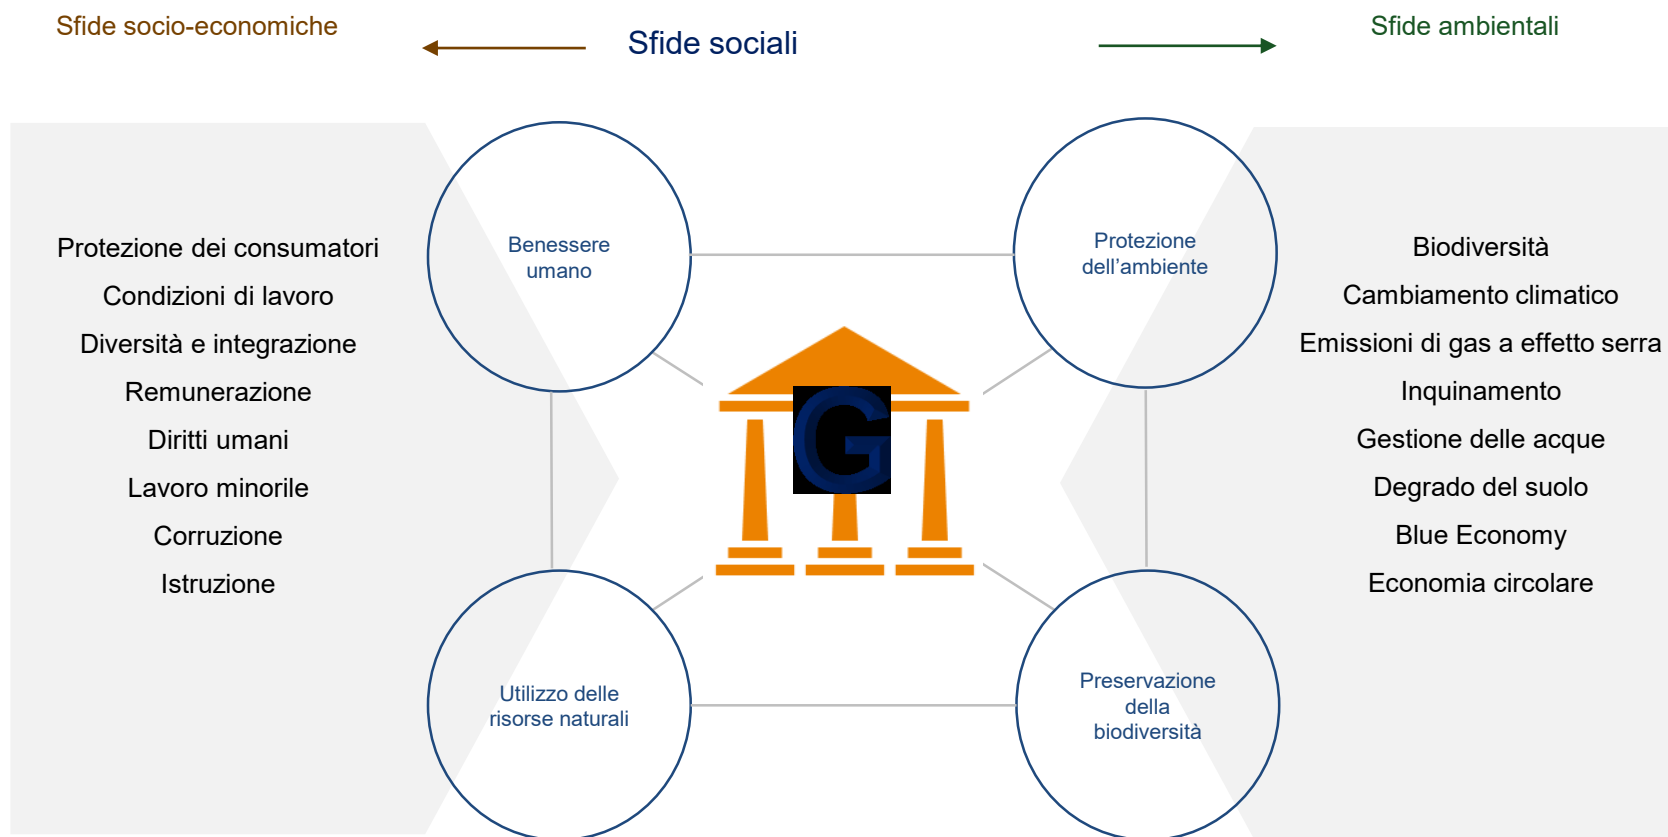 Sfide socio-economiche
Sfide sociali
Sfide ambientali
Protezione dei consumatori
Condizioni di lavoro
Diversità e integrazione
Remunerazione
Diritti umani
Lavoro minorile
Corruzione
Istruzione
Benessere
umano
Protezione
dell'ambiente
G
Utilizzo delle
risorse naturali
Preservazione
della
biodiversità
Biodiversità
Cambiamento climatico
Emissioni di gas a effetto serra
Inquinamento
Gestione delle acque
Degrado del suolo
Blue Economy
Economia circolare